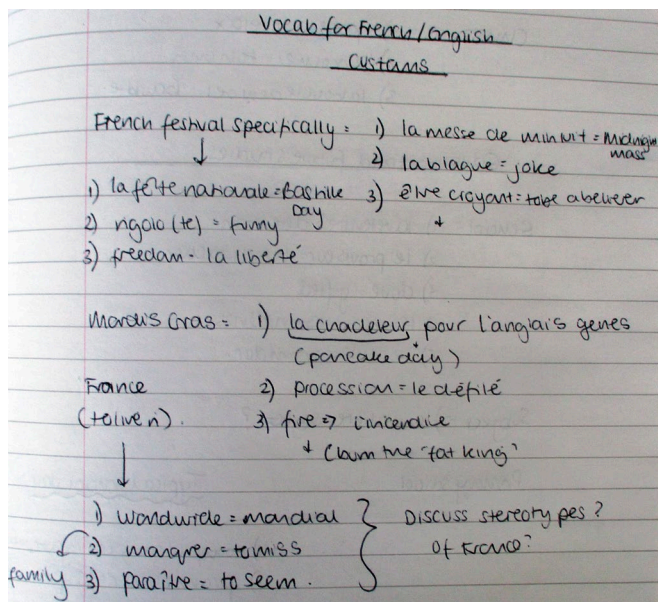 Vocab for French/English
Customs
French festival specifically: 1) la messe de minuit = Midnight mass
↓ 2) la blague = joke
1) la fête nationale = Bastille Day 3) être croyant = to be a believer
2) rigolo (te) = funny ↓
3) freedom - la liberté
Mardis Gras = 1) la chadeleur pour l'anglais genes
(pancake day)
France 2) procession = le défilé
(to live in). 3) fire => l'incendie
↓ ↓ Claim the 'fat king'
1) worldwide = mondial Discuss stereotypes?
2) manquer = to miss Of France?
family 3) paraître = to seem.